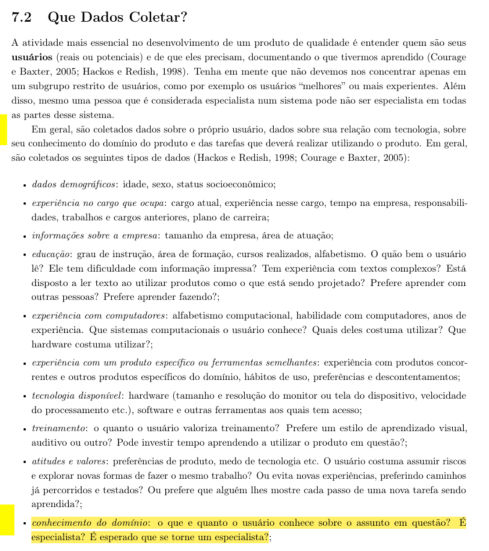 7.2 Que Dados Coletar?
A atividade mais essencial no desenvolvimento de um produto de qualidade é entender quem são seus
usuários (reais ou potenciais) e de que eles precisam, documentando o que tivermos aprendido (Courage
e Baxter, 2005; Hackos e Redish, 1998). Tenha em mente que não devemos nos concentrar apenas em
um subgrupo restrito de usuários, como por exemplo os usuários “melhores” ou mais experientes. Além
disso, mesmo uma pessoa que é considerada especialista num sistema pode não ser especialista em todas
as partes desse sistema.
Em geral, são coletados dados sobre o próprio usuário, dados sobre sua relação com tecnologia, sobre
seu conhecimento do domínio do produto e das tarefas que deverá realizar utilizando o produto. Em geral,
são coletados os seguintes tipos de dados (Hackos e Redish, 1998; Courage e Baxter, 2005):
• dados demográficos: idade, sexo, status socioeconômico;
• experiência no cargo que ocupa: cargo atual, experiência nesse cargo, tempo na empresa, responsabili-
dades, trabalhos e cargos anteriores, plano de carreira;
• informações sobre a empresa: tamanho da empresa, área de atuação;
• educação: grau de instrução, área de formação, cursos realizados, alfabetismo. O quão bem o usuário
lê? Ele tem dificuldade com informação impressa? Tem experiência com textos complexos? Está
disposto a ler texto ao utilizar produtos como o que está sendo projetado? Prefere aprender com
outras pessoas? Prefere aprender fazendo?;
• experiência com computadores: alfabetismo computacional, habilidade com computadores, anos de
experiência. Que sistemas computacionais o usuário conhece? Quais deles costuma utilizar? Que
hardware costuma utilizar?;
• experiência com um produto específico ou ferramentas semelhantes: experiência com produtos concor-
rentes e outros produtos específicos do domínio, hábitos de uso, preferências e descontentamentos;
• tecnologia disponível: hardware (tamanho e resolução do monitor ou tela do dispositivo, velocidade
do processamento etc.), software e outras ferramentas aos quais tem acesso;
• treinamento: o quanto o usuário valoriza treinamento? Prefere um estilo de aprendizado visual,
auditivo ou outro? Pode investir tempo aprendendo a utilizar o produto em questão?;
• atitudes e valores: preferências de produto, medo de tecnologia etc. O usuário costuma assumir riscos
e explorar novas formas de fazer o mesmo trabalho? Ou evita novas experiências, preferindo caminhos
já percorridos e testados? Ou prefere que alguém lhes mostre cada passo de uma nova tarefa sendo
aprendida?;
• conhecimento do domínio: o que e quanto o usuário conhece sobre o assunto em questão? É
especialista? É esperado que se torne um especialista?;